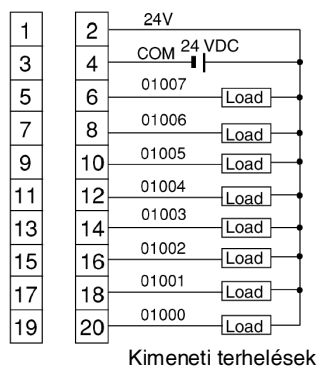 1 2 24V
3 4 COM 24 VDC
5 6 01007 Load
7 8 01006 Load
9 10 01005 Load
11 12 01004 Load
13 14 01003 Load
15 16 01002 Load
17 18 01001 Load
19 20 01000 Load
Kimeneti terhelések